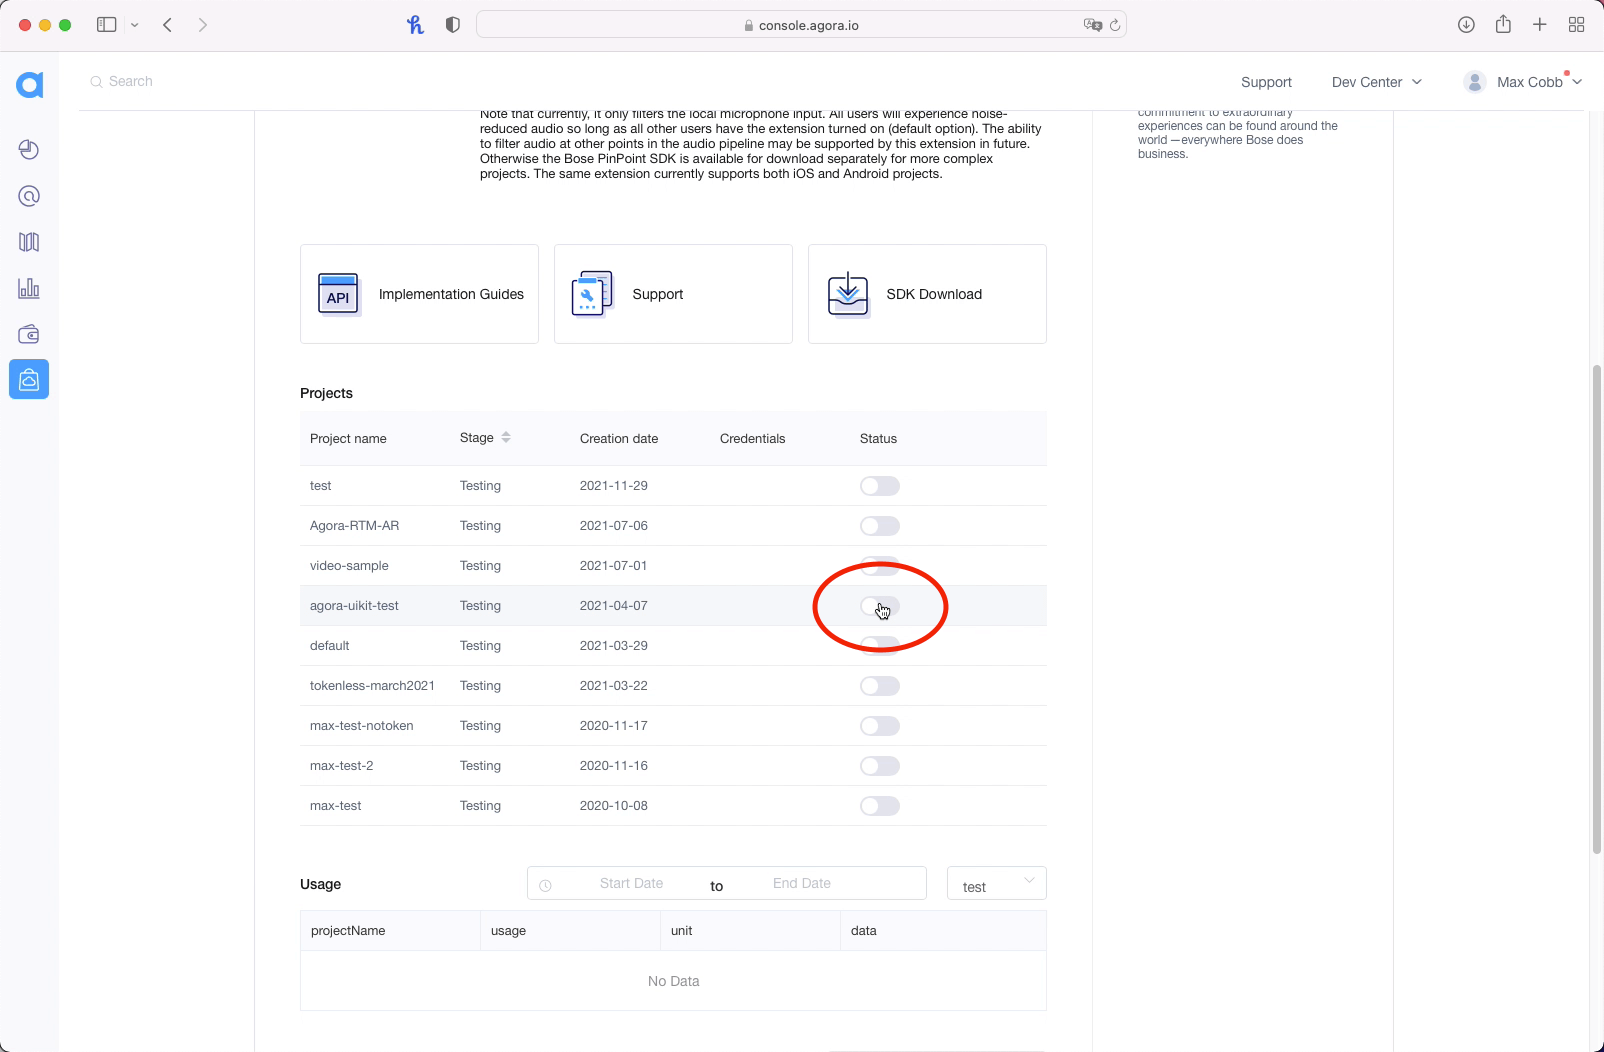 console.agora.io
Search
Support
Dev Center
Max Cobb
Note that currently, it only filters the local microphone input. All users will experience noise-
reduced audio so long as all other users have the extension turned on (default option). The ability
to filter audio at other points in the audio pipeline may be supported by this extension in future.
Otherwise the Bose PinPoint SDK is available for download separately for more complex
projects. The same extension currently supports both iOS and Android projects.
commitment to extraordinary
experiences can be found around the
world —everywhere Bose does
business.
API
Implementation Guides
Support
SDK Download
Projects
Project name Stage Creation date Credentials Status
test Testing 2021-11-29
Agora-RTM-AR Testing 2021-07-06
video-sample Testing 2021-07-01
agora-uikit-test Testing 2021-04-07
default Testing 2021-03-29
tokenless-march2021 Testing 2021-03-22
max-test-notoken Testing 2020-11-17
max-test-2 Testing 2020-11-16
max-test Testing 2020-10-08
Usage
Start Date to End Date
test
projectName usage unit data
No Data